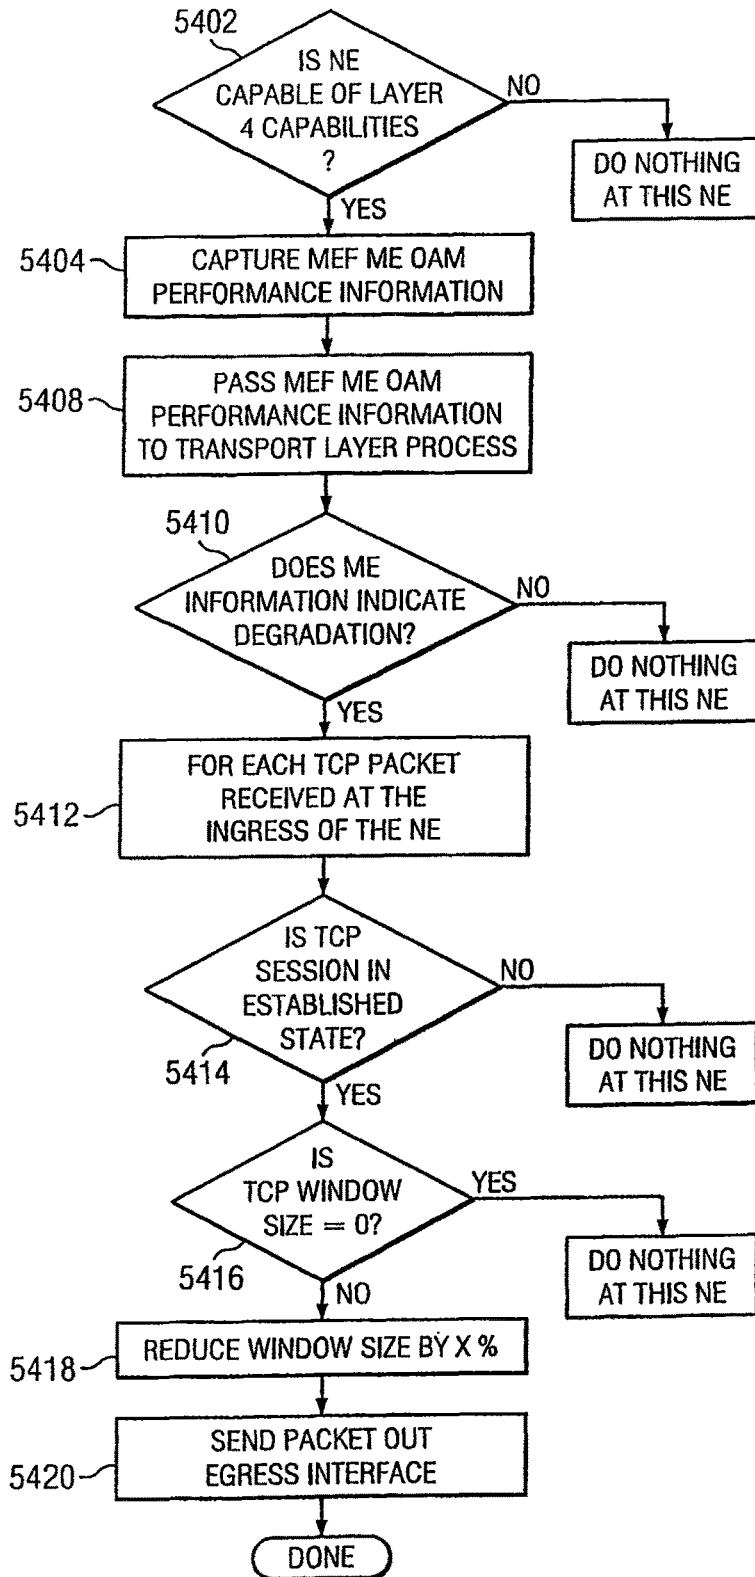 5402
IS NE
CAPABLE OF LAYER
4 CAPABILITIES
?
NO
DO NOTHING
AT THIS NE
YES
5404
CAPTURE MEF ME OAM
PERFORMANCE INFORMATION
5408
PASS MEF ME OAM
PERFORMANCE INFORMATION
TO TRANSPORT LAYER PROCESS
5410
DOES ME
INFORMATION INDICATE
DEGRADATION?
NO
DO NOTHING
AT THIS NE
YES
5412
FOR EACH TCP PACKET
RECEIVED AT THE
INGRESS OF THE NE
IS TCP
SESSION IN
ESTABLISHED
STATE?
5414
NO
DO NOTHING
AT THIS NE
YES
IS
TCP WINDOW
SIZE = 0?
5416
YES
DO NOTHING
AT THIS NE
NO
5418
REDUCE WINDOW SIZE BY X %
5420
SEND PACKET OUT
EGRESS INTERFACE
DONE